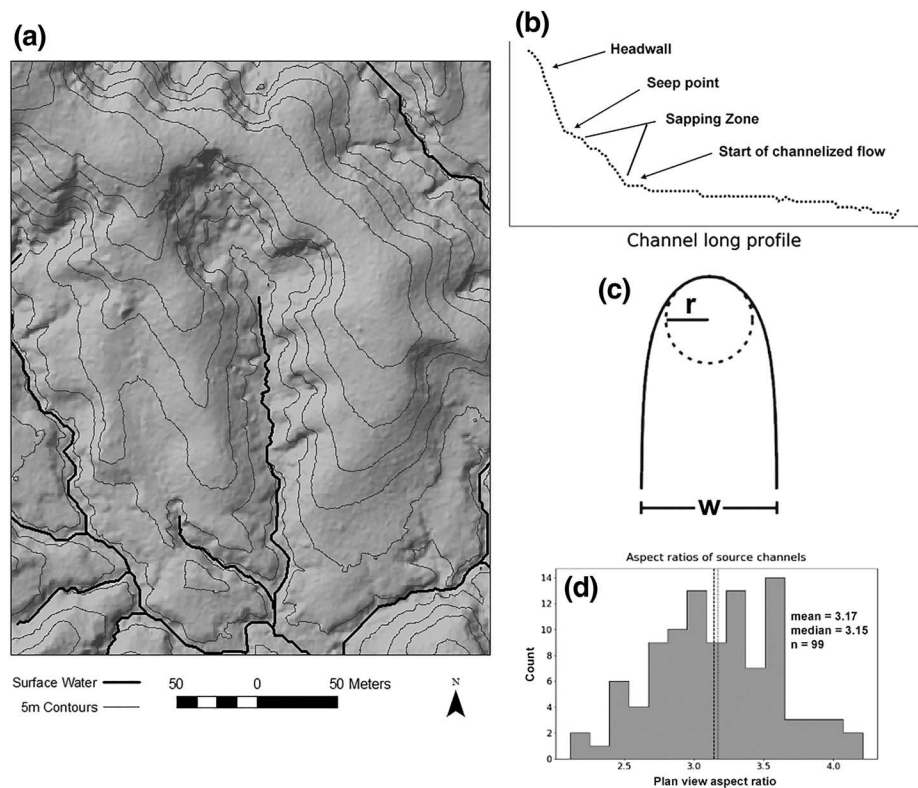 (a)
Surface Water
5m Contours
50 0 50 Meters
N
(b)
Headwall
Seep point
Sapping Zone
Start of channelized flow
Channel long profile
(c)
r
w
Aspect ratios of source channels
(d)
mean = 3.17
median = 3.15
n = 99
Count
14
12
10
8
6
4
2
0
2.5 3.0 3.5 4.0
Plan view aspect ratio